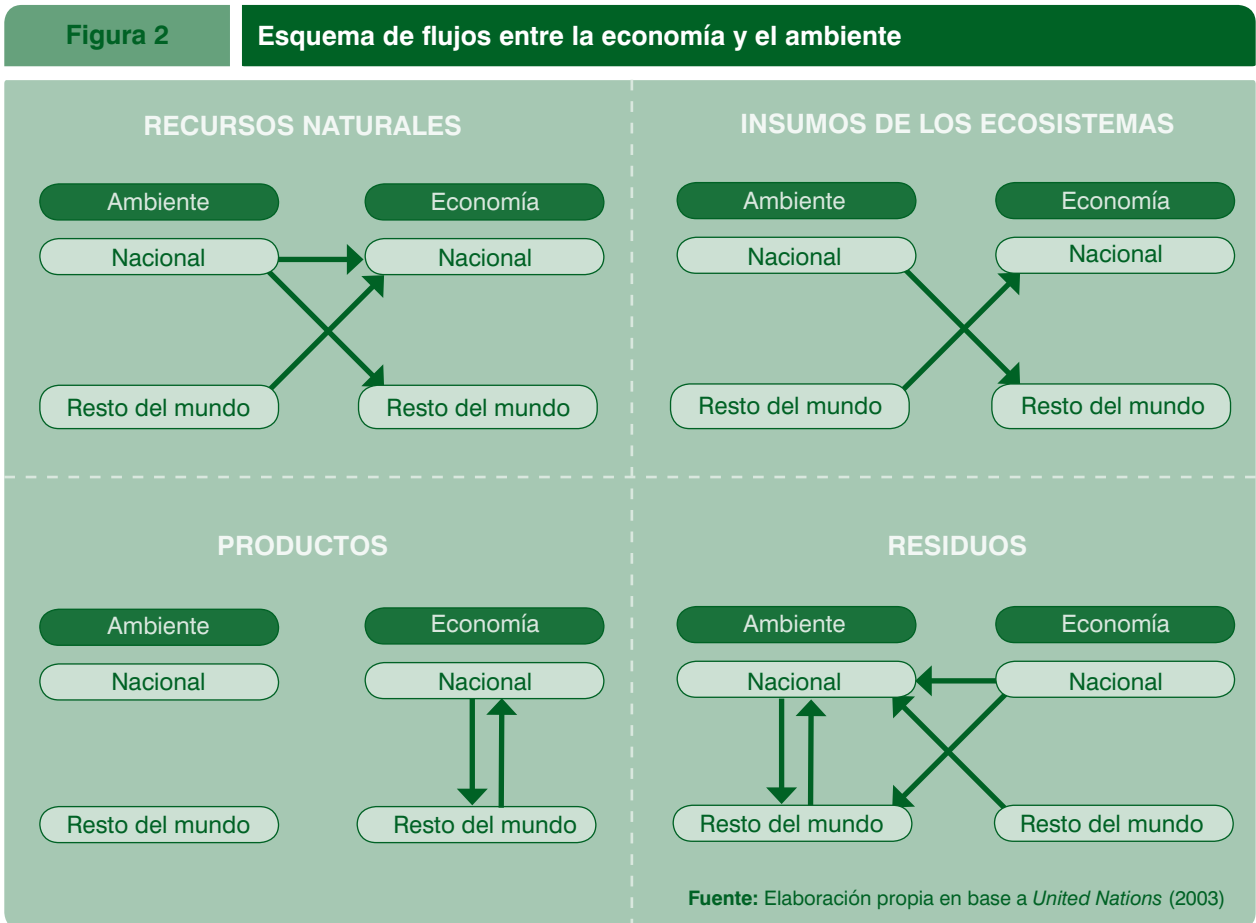 Figura 2
Esquema de flujos entre la economía y el ambiente
RECURSOS NATURALES
Ambiente
Economía
Nacional
Nacional
Resto del mundo
Resto del mundo
INSUMOS DE LOS ECOSISTEMAS
Ambiente
Economía
Nacional
Nacional
Resto del mundo
Resto del mundo
PRODUCTOS
Ambiente
Economía
Nacional
Nacional
Resto del mundo
Resto del mundo
RESIDUOS
Ambiente
Economía
Nacional
Nacional
Resto del mundo
Resto del mundo
Fuente: Elaboración propia en base a United Nations (2003)